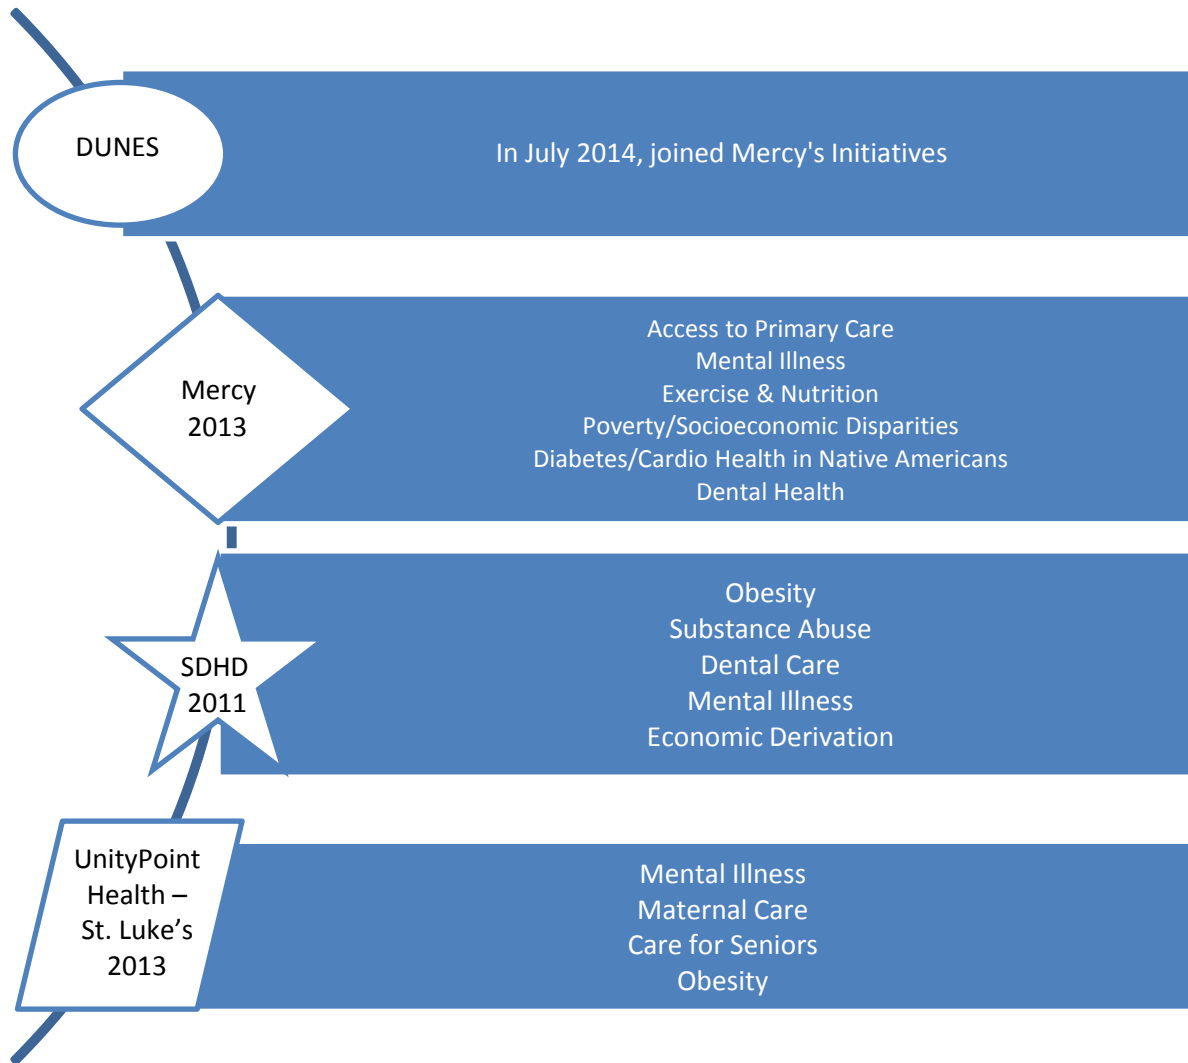 DUNES
In July 2014, joined Mercy's Initiatives
Mercy
2013
Access to Primary Care
Mental Illness
Exercise & Nutrition
Poverty/Socioeconomic Disparities
Diabetes/Cardio Health in Native Americans
Dental Health
SDHD
2011
Obesity
Substance Abuse
Dental Care
Mental Illness
Economic Derivation
UnityPoint
Health –
St. Luke’s
2013
Mental Illness
Maternal Care
Care for Seniors
Obesity